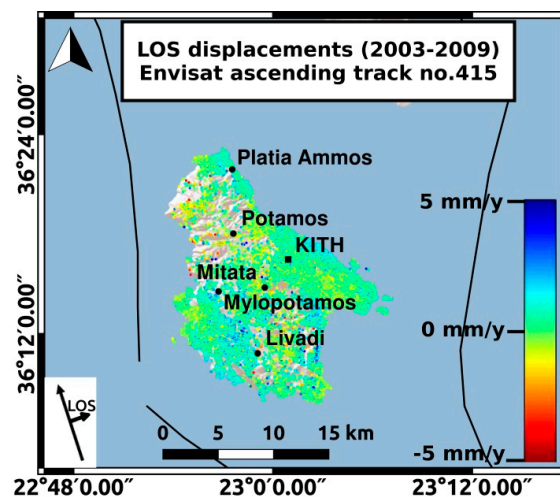 LOS displacements (2003-2009)
Envisat ascending track no.415
36°24′0.00″
Platia Ammos
5 mm/y
Potamos
KITH
Mitata
Mylopotamos
0 mm/y
36°12′0.00″
Livadi
LOS
0 5 10 15 km
-5 mm/y
22°48′0.00″ 23°0′0.00″ 23°12′0.00″